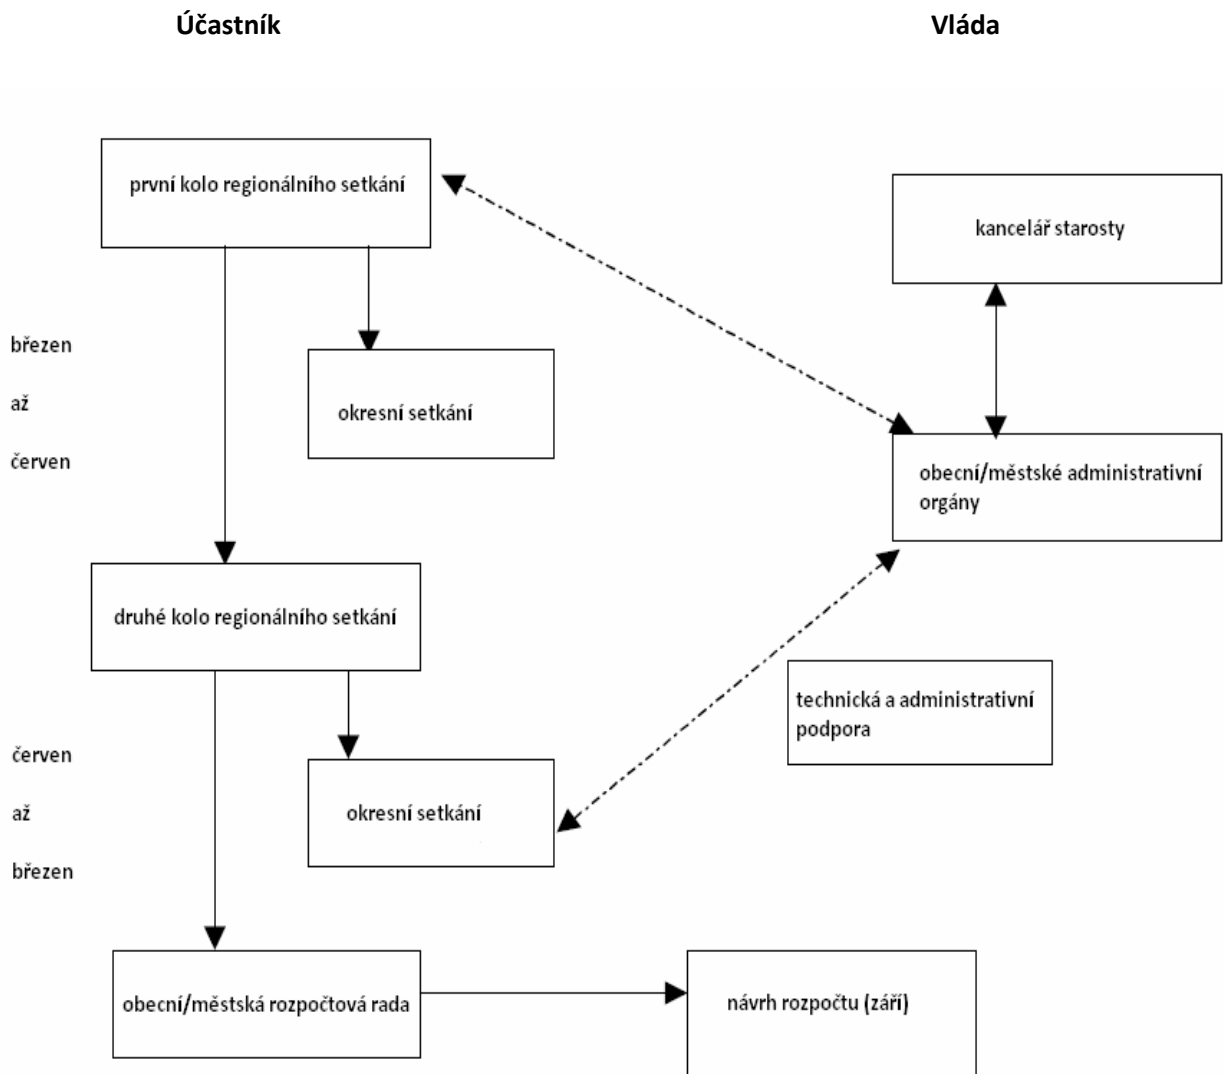 Účastník
Vláda
první kolo regionálního setkání
kancelář starosty
březen
až
červen
okresní setkání
obecní/městské administrativní
orgány
druhé kolo regionálního setkání
technická a administrativní
podpora
červen
až
březen
okresní setkání
obecní/městská rozpočtová rada
návrh rozpočtu (září)